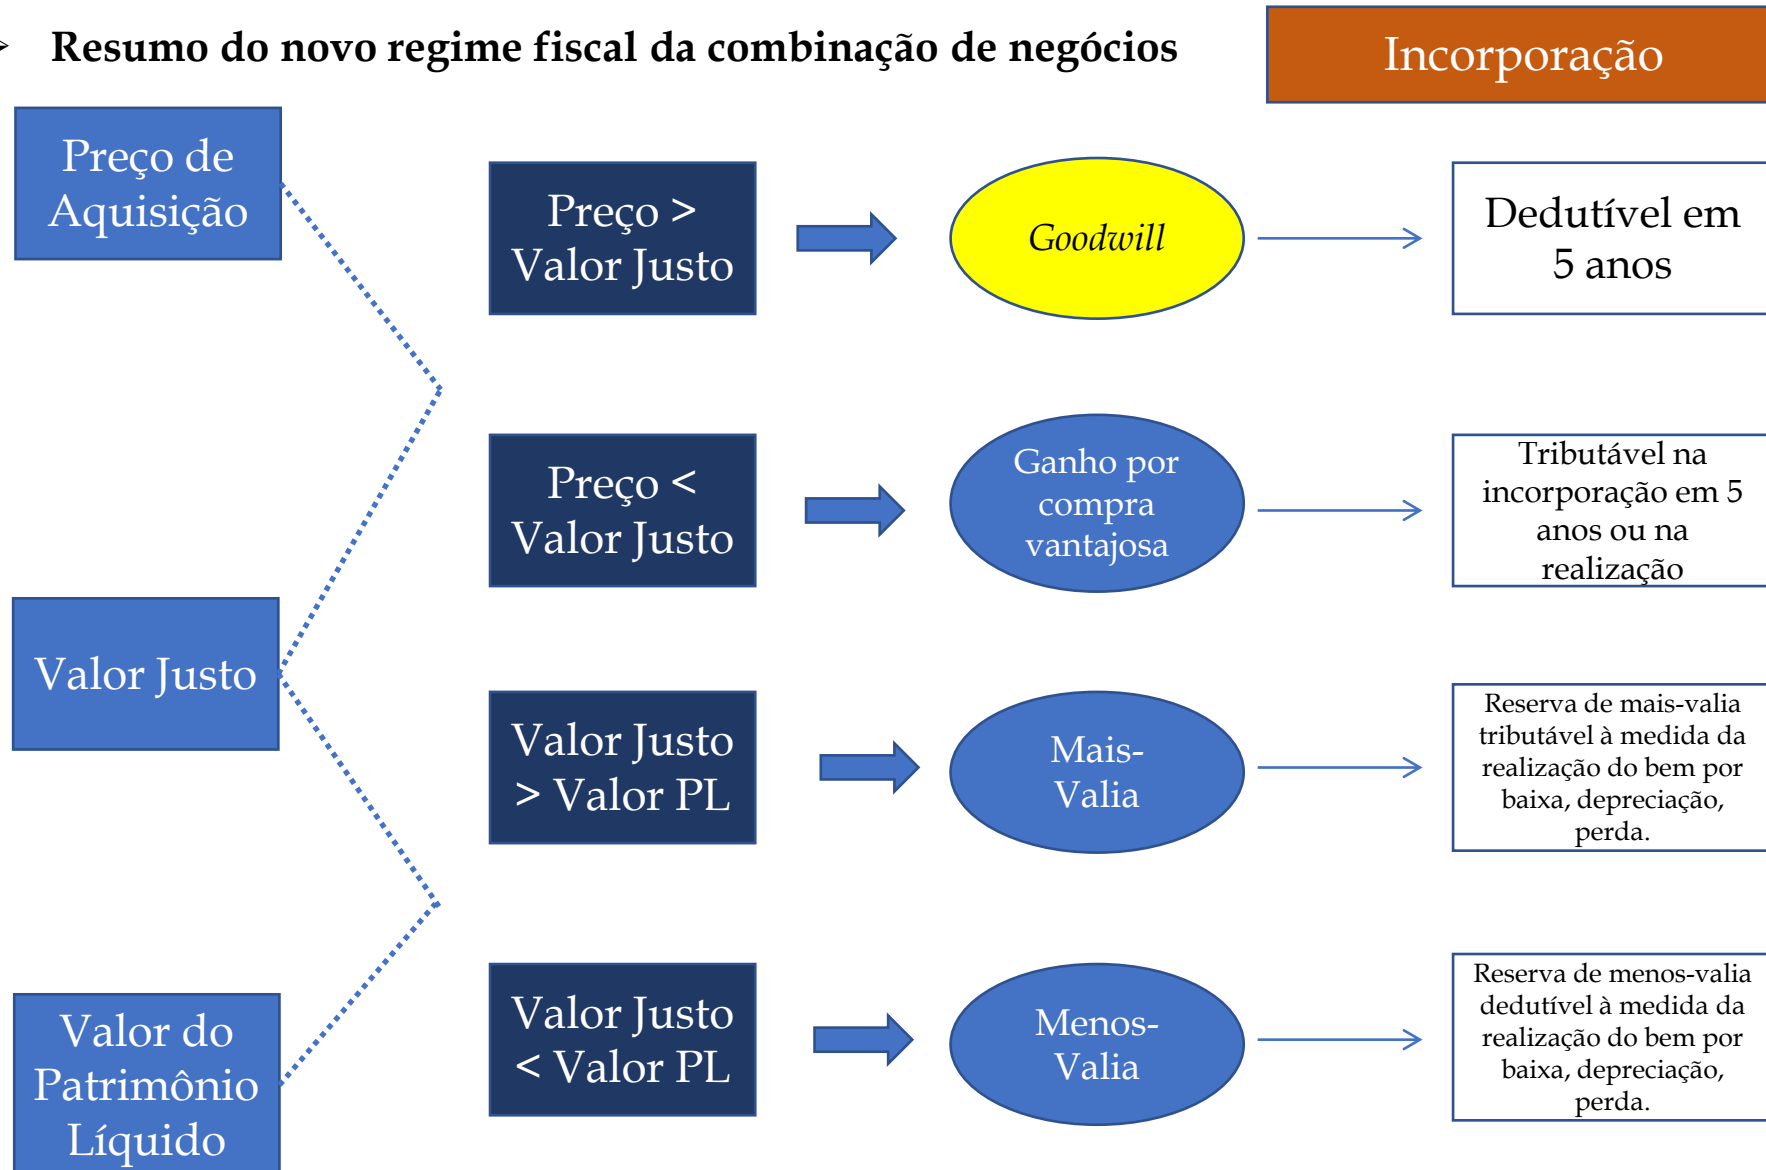 Resumo do novo regime fiscal da combinação de negócios
Incorporação
Preço de
Aquisição
Preço >
Valor Justo
Goodwill
Dedutível em
5 anos
Preço <
Valor Justo
Ganho por
compra
vantajosa
Tributável na
incorporação em 5
anos ou na
realização
Valor Justo
Valor Justo
> Valor PL
Mais-
Valia
Reserva de mais-valia
tributável à medida da
realização do bem por
baixa, depreciação,
perda.
Valor do
Patrimônio
Líquido
Valor Justo
< Valor PL
Menos-
Valia
Reserva de menos-valia
dedutível à medida da
realização do bem por
baixa, depreciação,
perda.